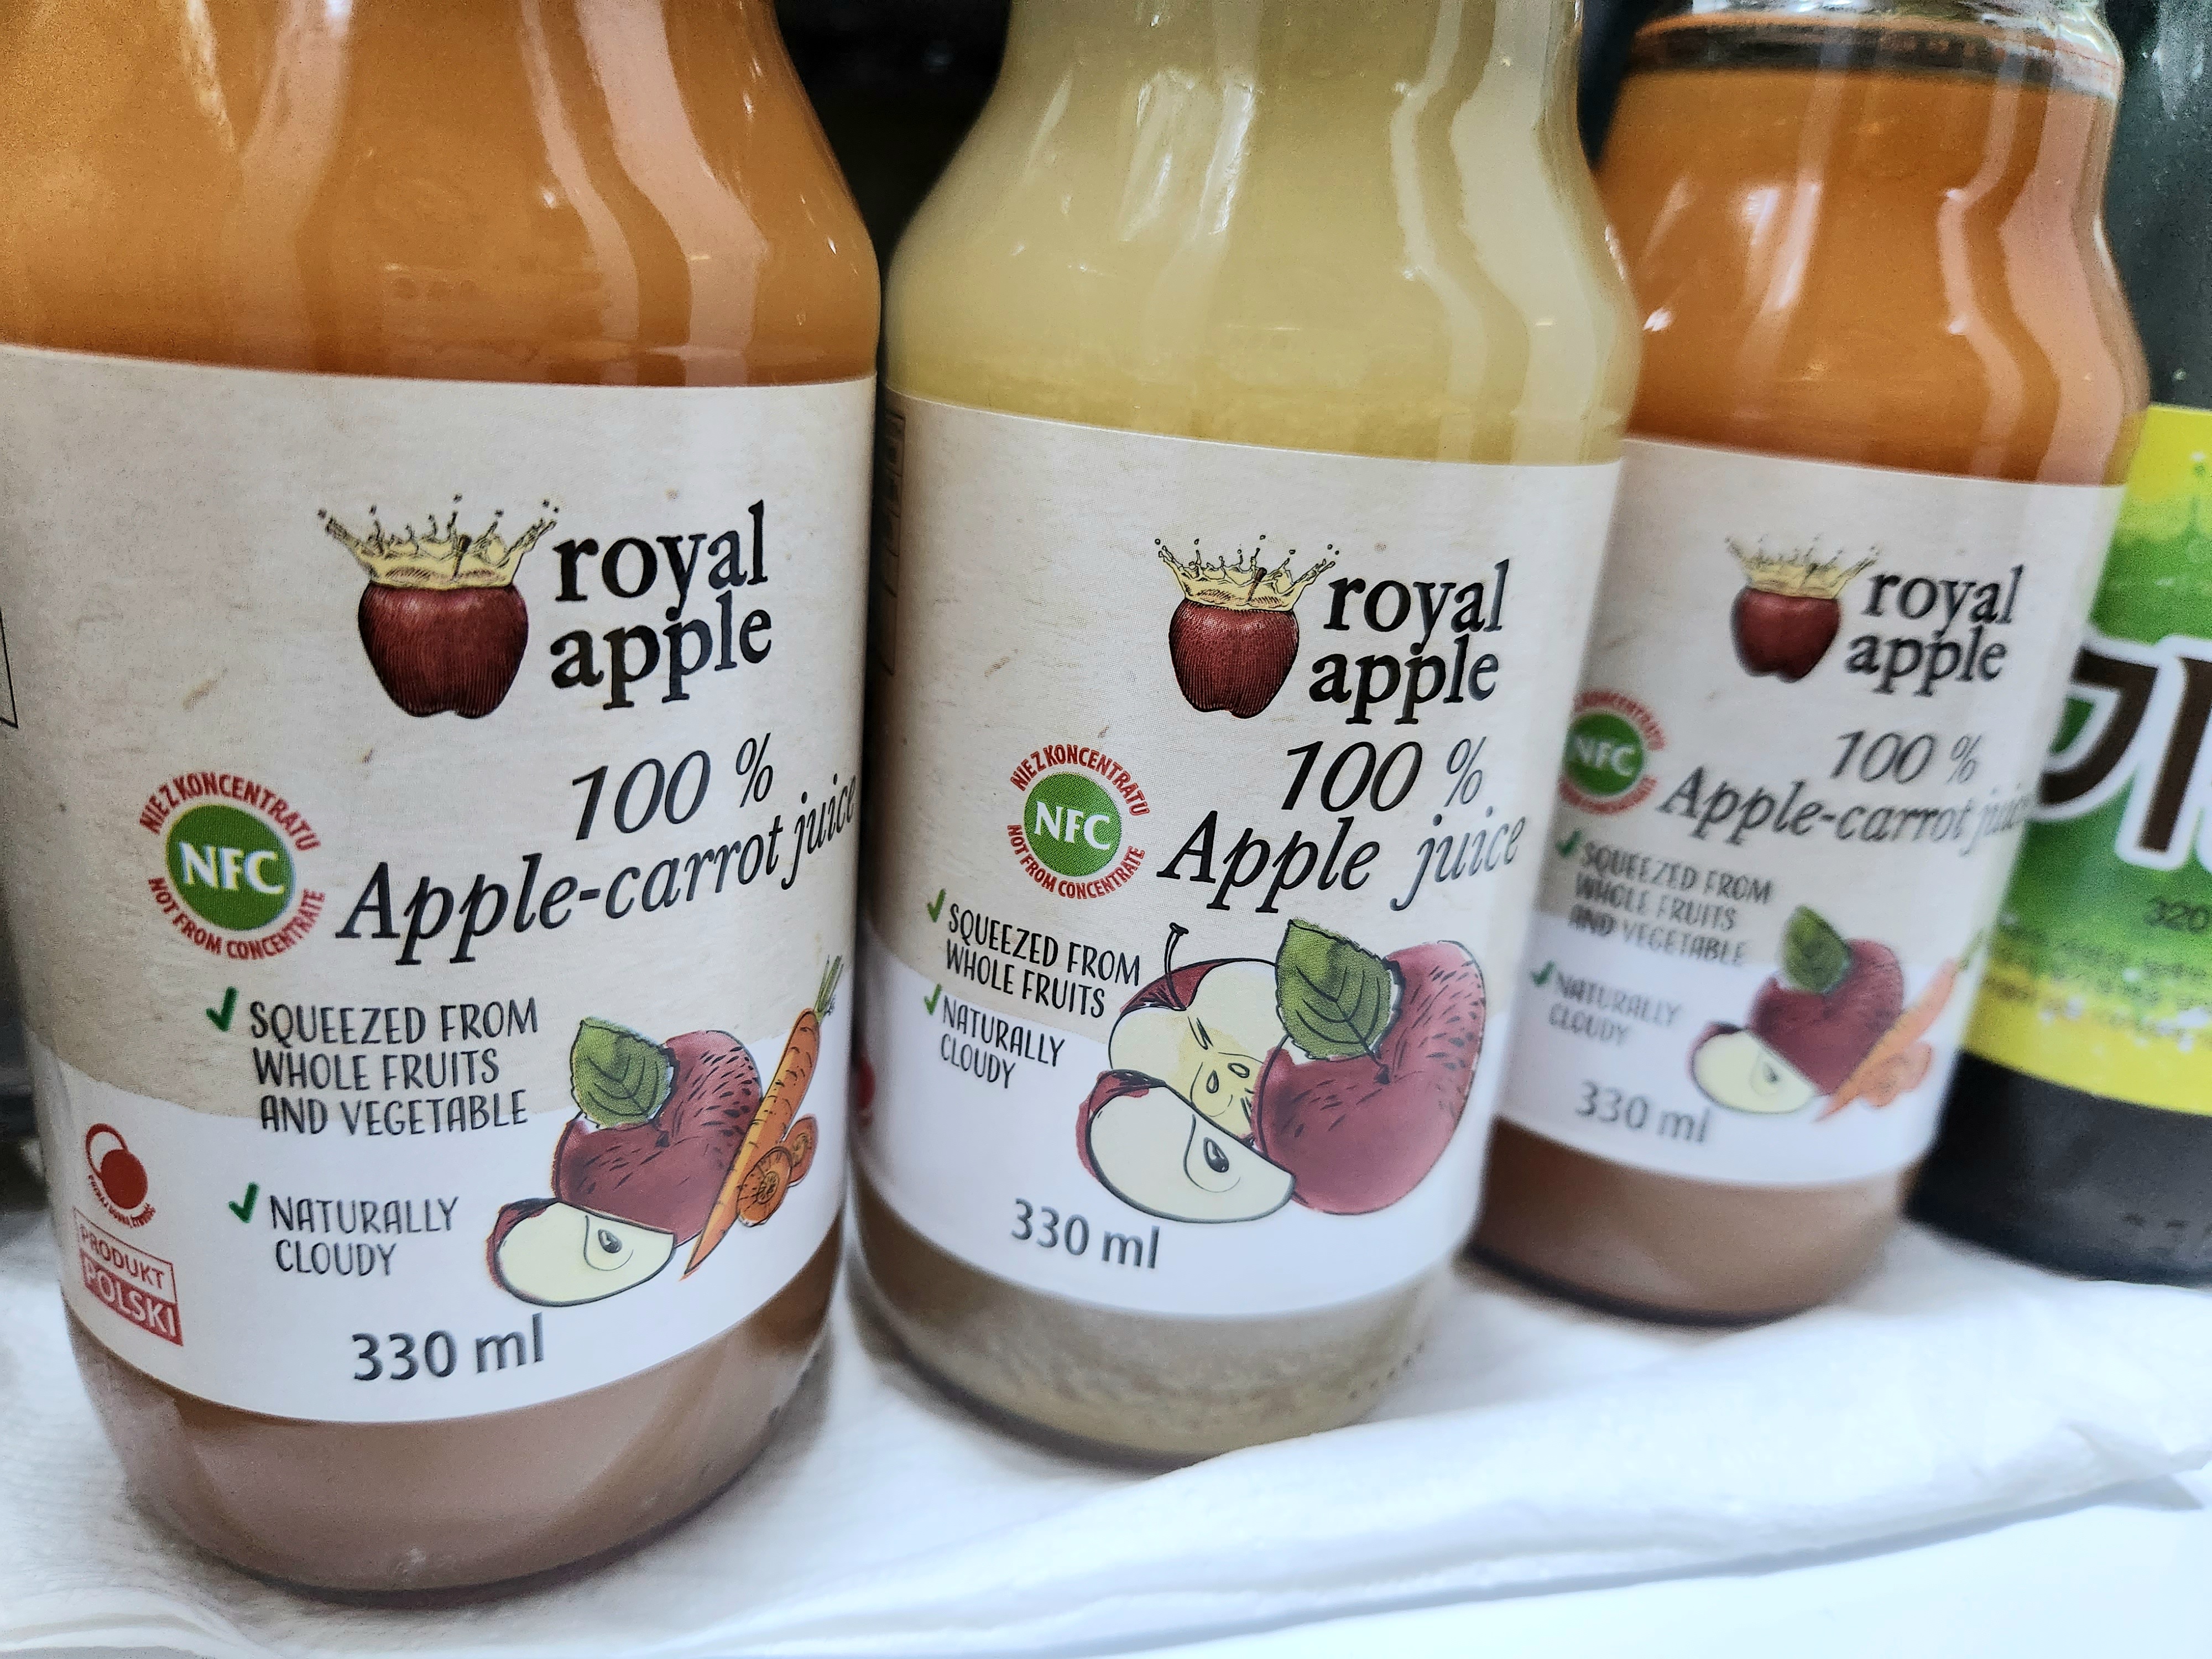 royal
apple
100 %
Apple-carrot juice
NIE Z KONCENTRATU
NFC
NOT FROM CONCENTRATE
✓ SQUEEZED FROM
WHOLE FRUITS
AND VEGETABLE
✓ NATURALLY
CLOUDY
PRODUKT
POLSKI
330 ml
royal
apple
100 %
Apple juice
NIE Z KONCENTRATU
NFC
NOT FROM CONCENTRATE
✓ SQUEEZED FROM
WHOLE FRUITS
✓ NATURALLY
CLOUDY
330 ml
royal
apple
100 %
Apple-carrot juice
KONCENTRATU
NFC
✓ SQUEEZED FROM
WHOLE FRUITS
AND VEGETABLE
✓ NATURALLY
CLOUDY
330 ml
320